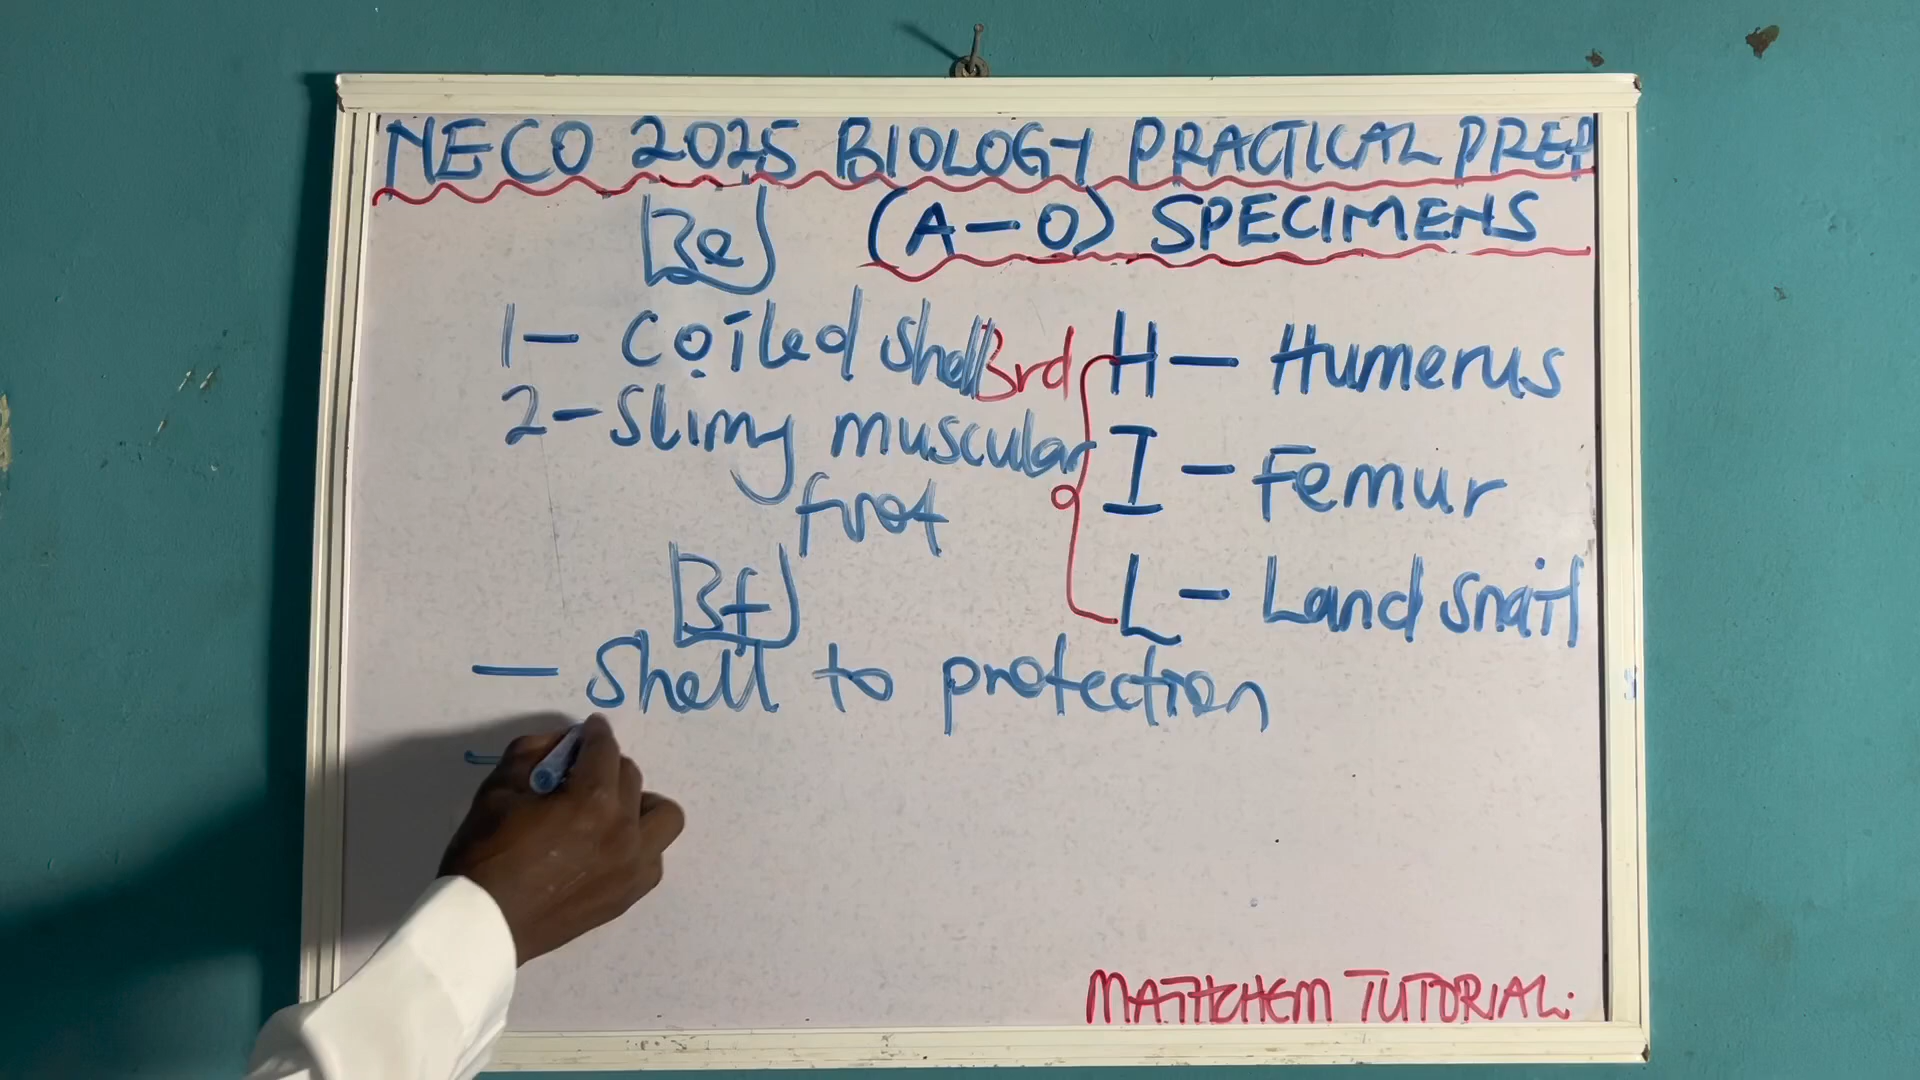 NECO 2025 BIOLOGY PRACTICAL PREP
(A-O) SPECIMENS
3e
1- Coiled shell
2- Slimy muscular
foot
3f
- Shell to protection
-
3rd
H - Humerus
I - Femur
L - Land snail
MATHCHEM TUTORIAL.